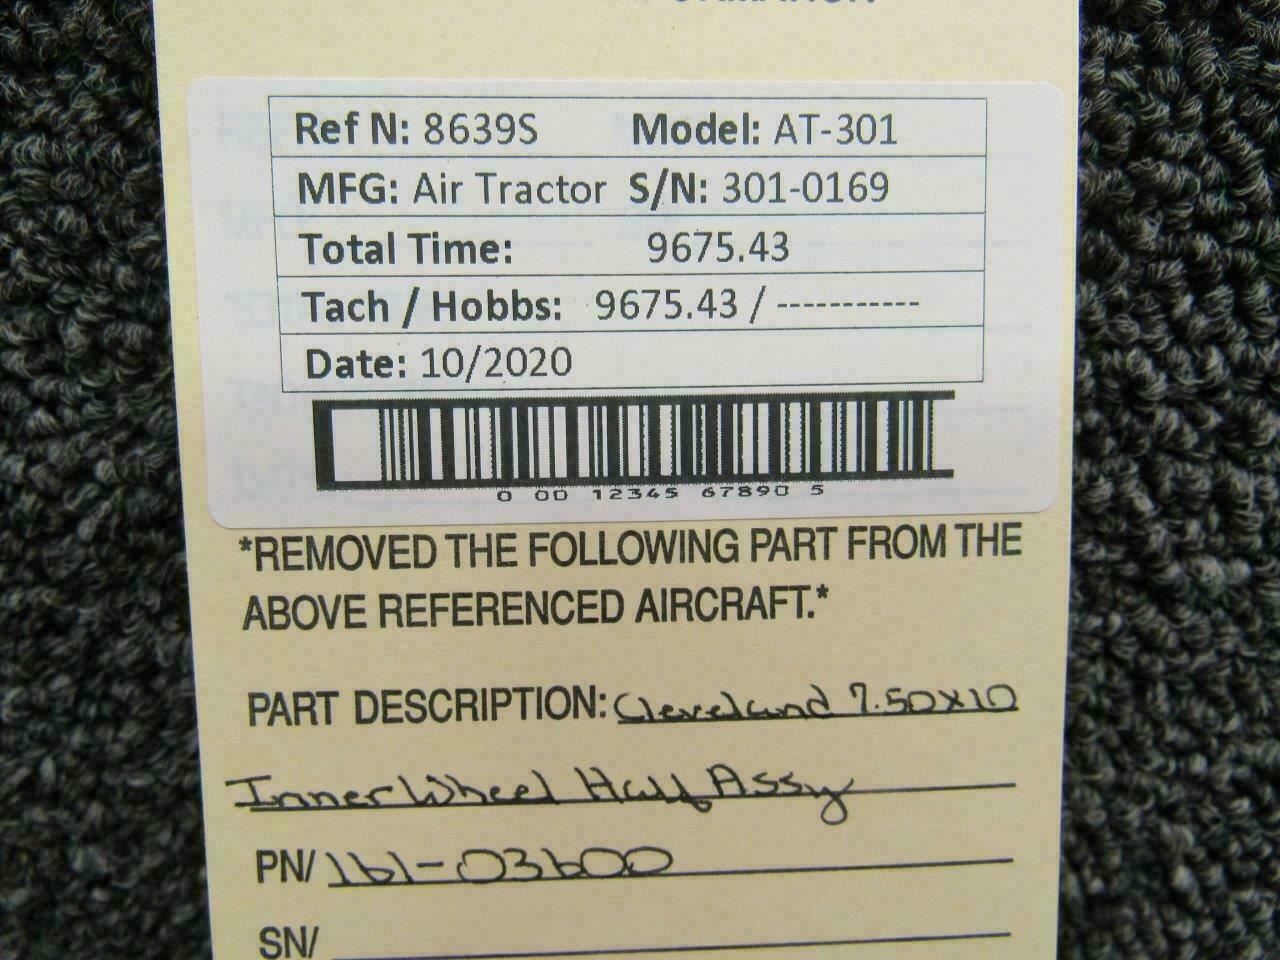 Ref N: 8639S Model: AT-301
MFG: Air Tractor S/N: 301-0169
Total Time: 9675.43
Tach / Hobbs: 9675.43 / -----------
Date: 10/2020
0 00 12345 67890 5
*REMOVED THE FOLLOWING PART FROM THE
ABOVE REFERENCED AIRCRAFT.*
PART DESCRIPTION: Cleveland 7.50x10
Inner Wheel Half Assy
PN/ 161-03600
SN/